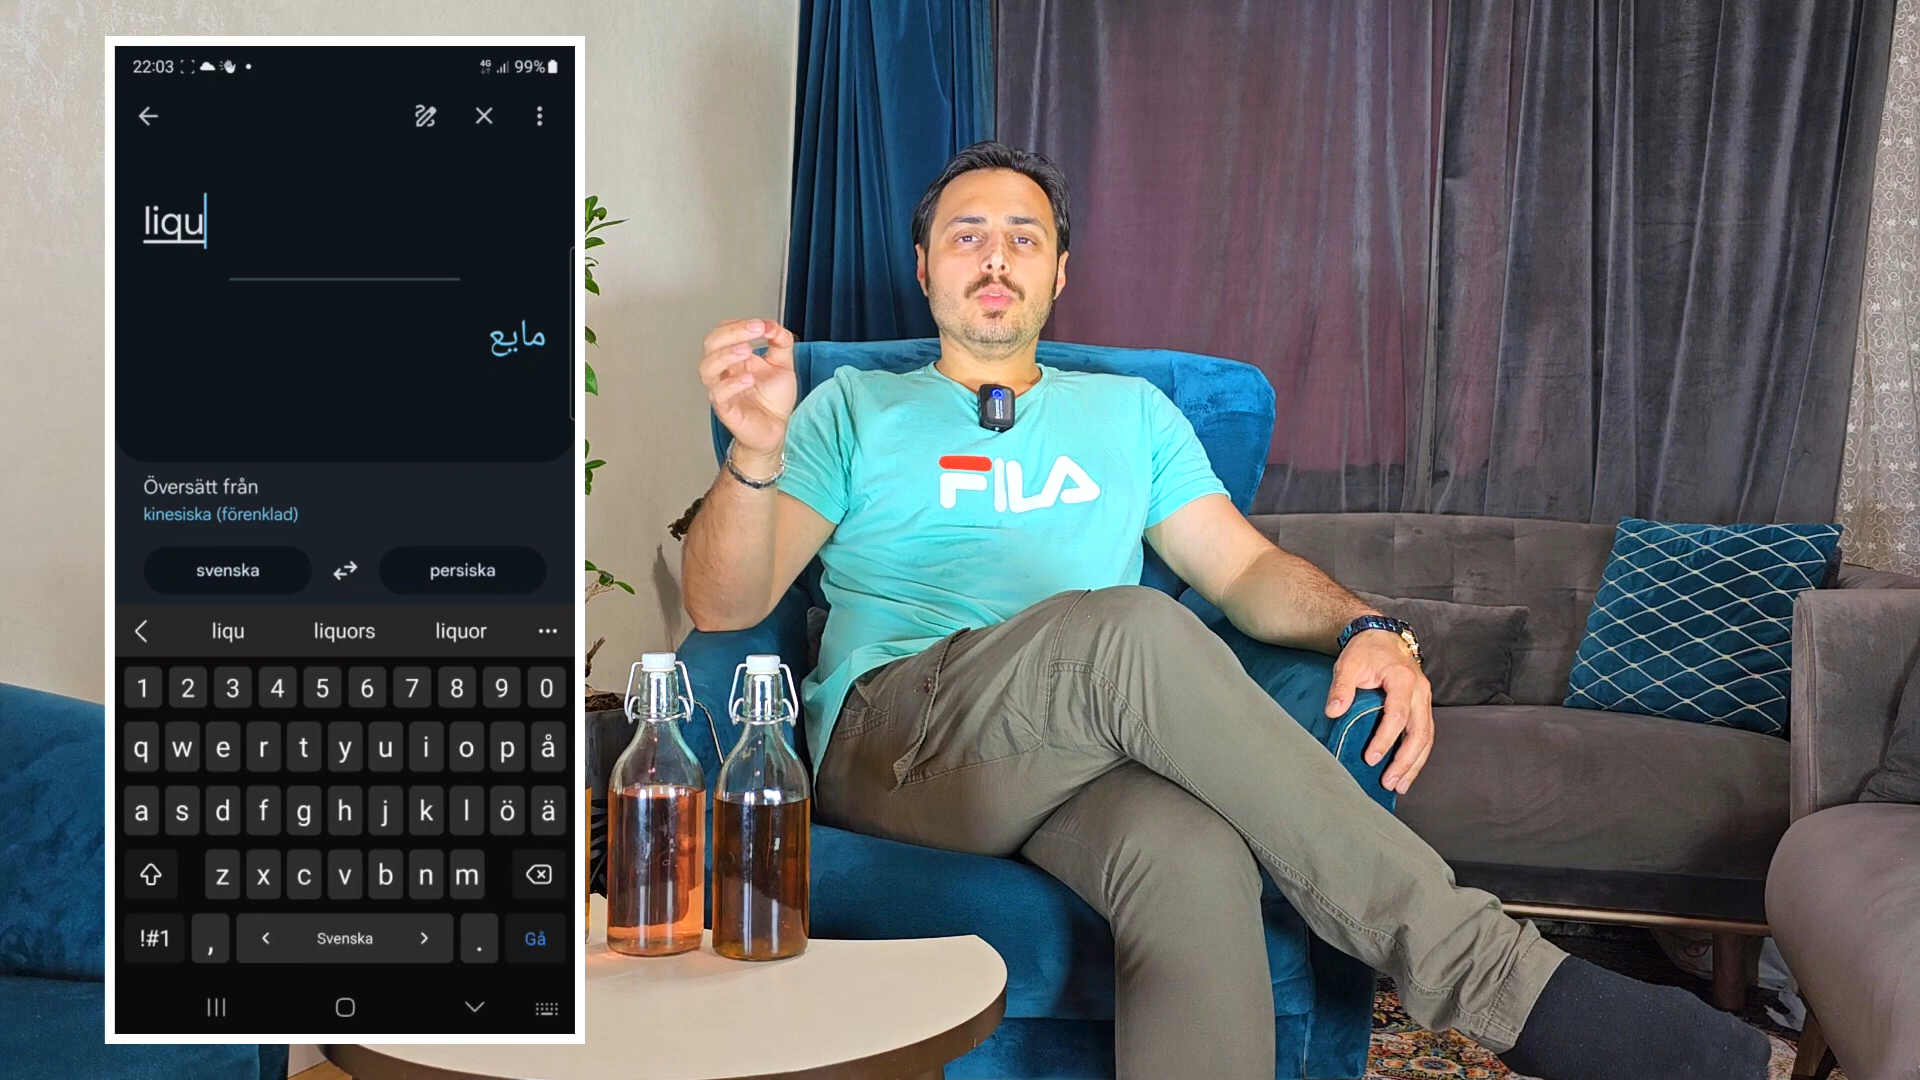 22:03 4G 99%
liqu
مایع
Översätt från
kinesiska (förenklad)
svenska persiska
liqu liquors liquor
1 2 3 4 5 6 7 8 9 0
q w e r t y u i o p å
a s d f g h j k l ö ä
z x c v b n m
!#1 , Svenska . Gå
FILA